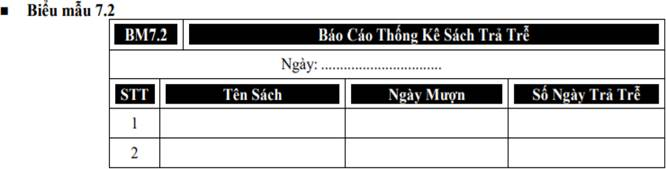 ▪ Biểu mẫu 7.2
BM7.2 Báo Cáo Thống Kê Sách Trả Trễ
Ngày: ...............................
STT Tên Sách Ngày Mượn Số Ngày Trả Trễ
1
2